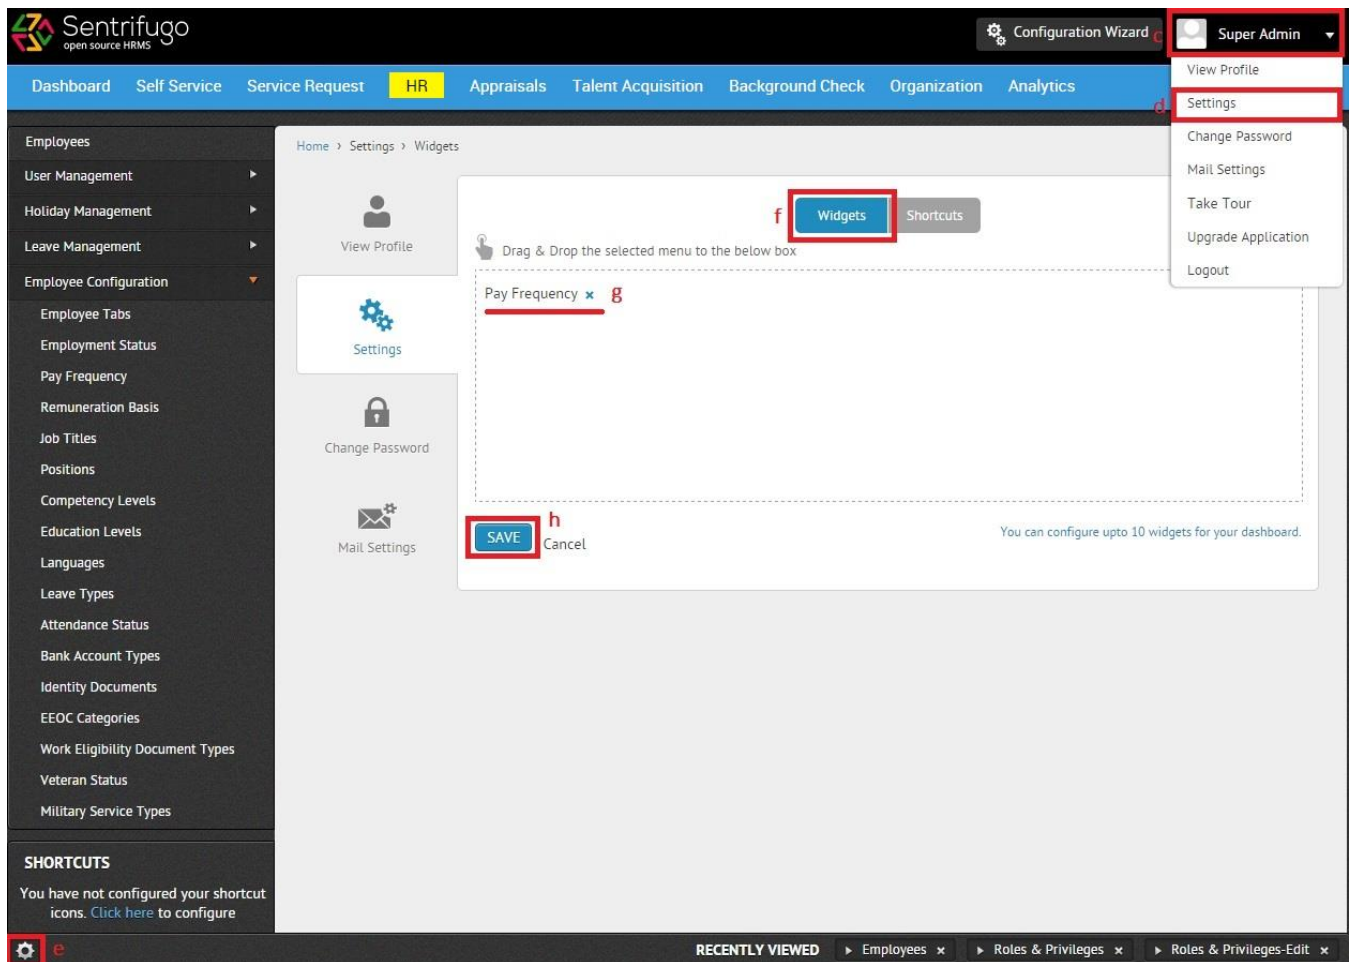 Sentrifugo
open source HRMS
Configuration Wizard
c
Super Admin
Dashboard Self Service Service Request HR Appraisals Talent Acquisition Background Check Organization Analytics
View Profile
d Settings
Change Password
Mail Settings
Take Tour
Upgrade Application
Logout
Employees
User Management
Holiday Management
Leave Management
Employee Configuration
Employee Tabs
Employment Status
Pay Frequency
Remuneration Basis
Job Titles
Positions
Competency Levels
Education Levels
Languages
Leave Types
Attendance Status
Bank Account Types
Identity Documents
EEOC Categories
Work Eligibility Document Types
Veteran Status
Military Service Types
SHORTCUTS
You have not configured your shortcut
icons. Click here to configure
e
Home › Settings › Widgets
View Profile
Settings
Change Password
Mail Settings
f Widgets Shortcuts
Drag & Drop the selected menu to the below box
Pay Frequency × g
h
SAVE Cancel
You can configure upto 10 widgets for your dashboard.
RECENTLY VIEWED Employees × Roles & Privileges × Roles & Privileges-Edit ×